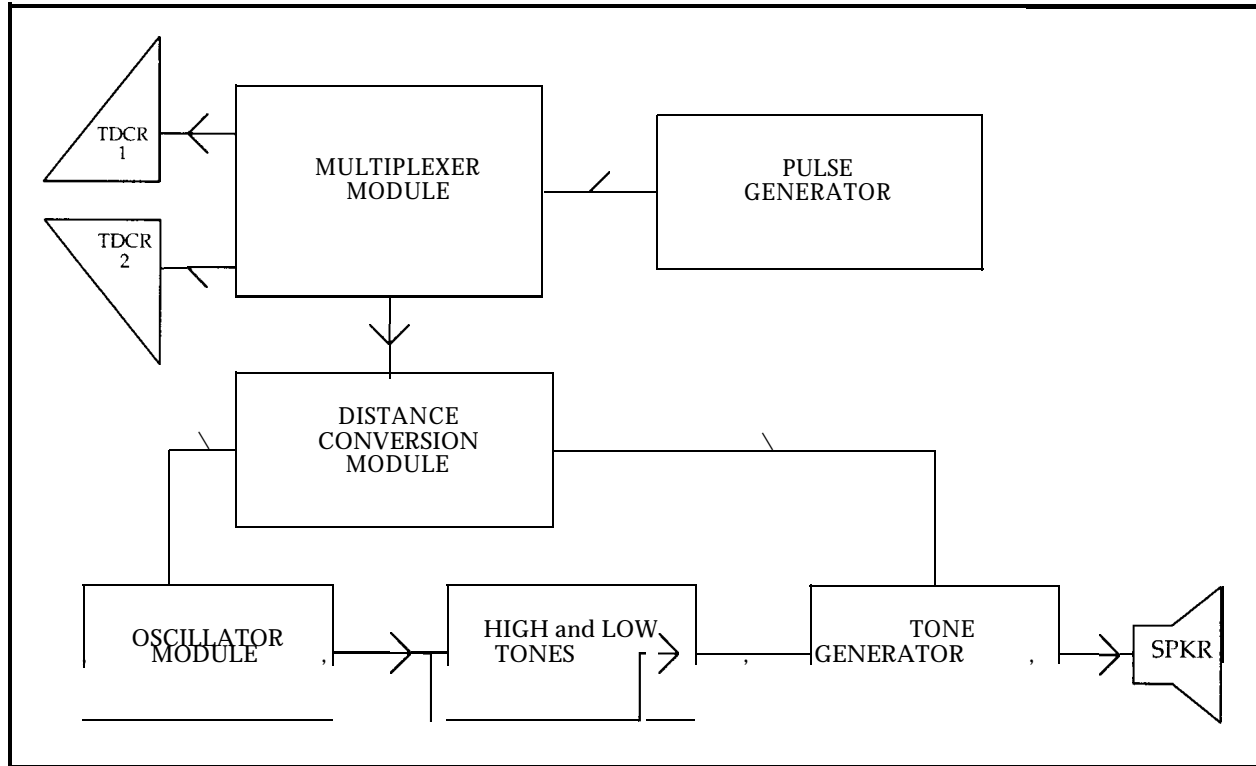 TDCR
1
MULTIPLEXER
MODULE
PULSE
GENERATOR
TDCR
2
DISTANCE
CONVERSION
MODULE
OSCILLATOR
MODULE
HIGH and LOW
TONES
TONE
GENERATOR
SPKR